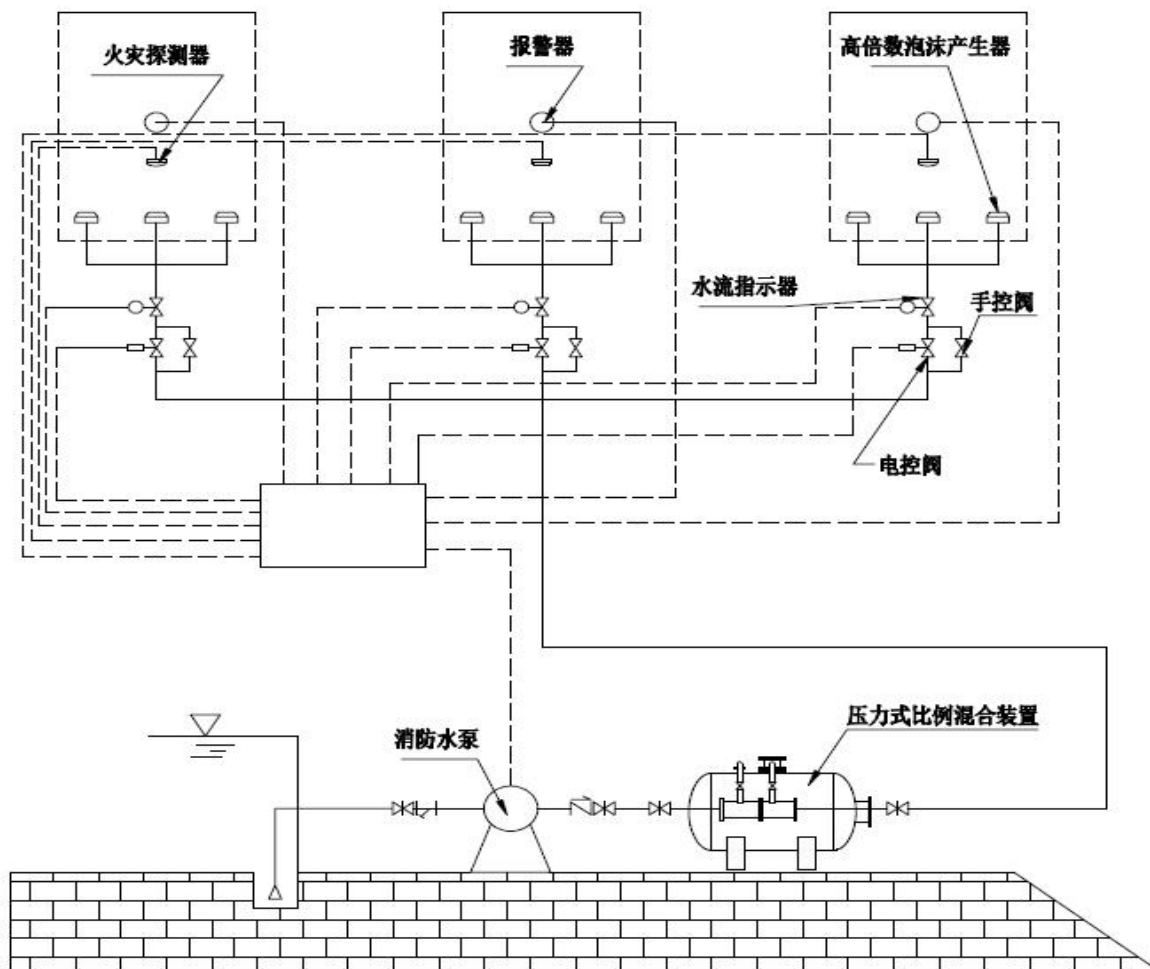 火灾探测器
报警器
高倍数泡沫产生器
水流指示器
手控阀
电控阀
压力式比例混合装置
消防水泵